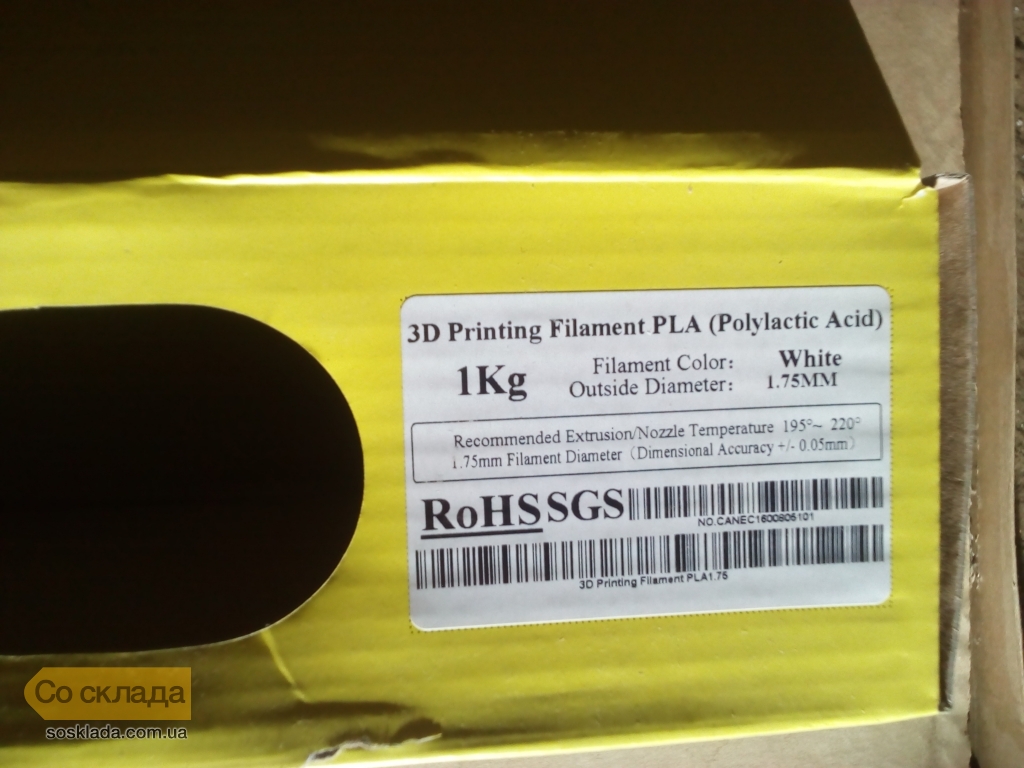 3D Printing Filament PLA (Polylactic Acid)
1Kg
Filament Color: White
Outside Diameter: 1.75MM
Recommended Extrusion/Nozzle Temperature 195°~ 220°
1.75mm Filament Diameter (Dimensional Accuracy +/- 0.05mm)
RoHS SGS
NO.CANEC1600805101
3D Printing Filament PLA1.75
Со склада
sosklada.com.ua